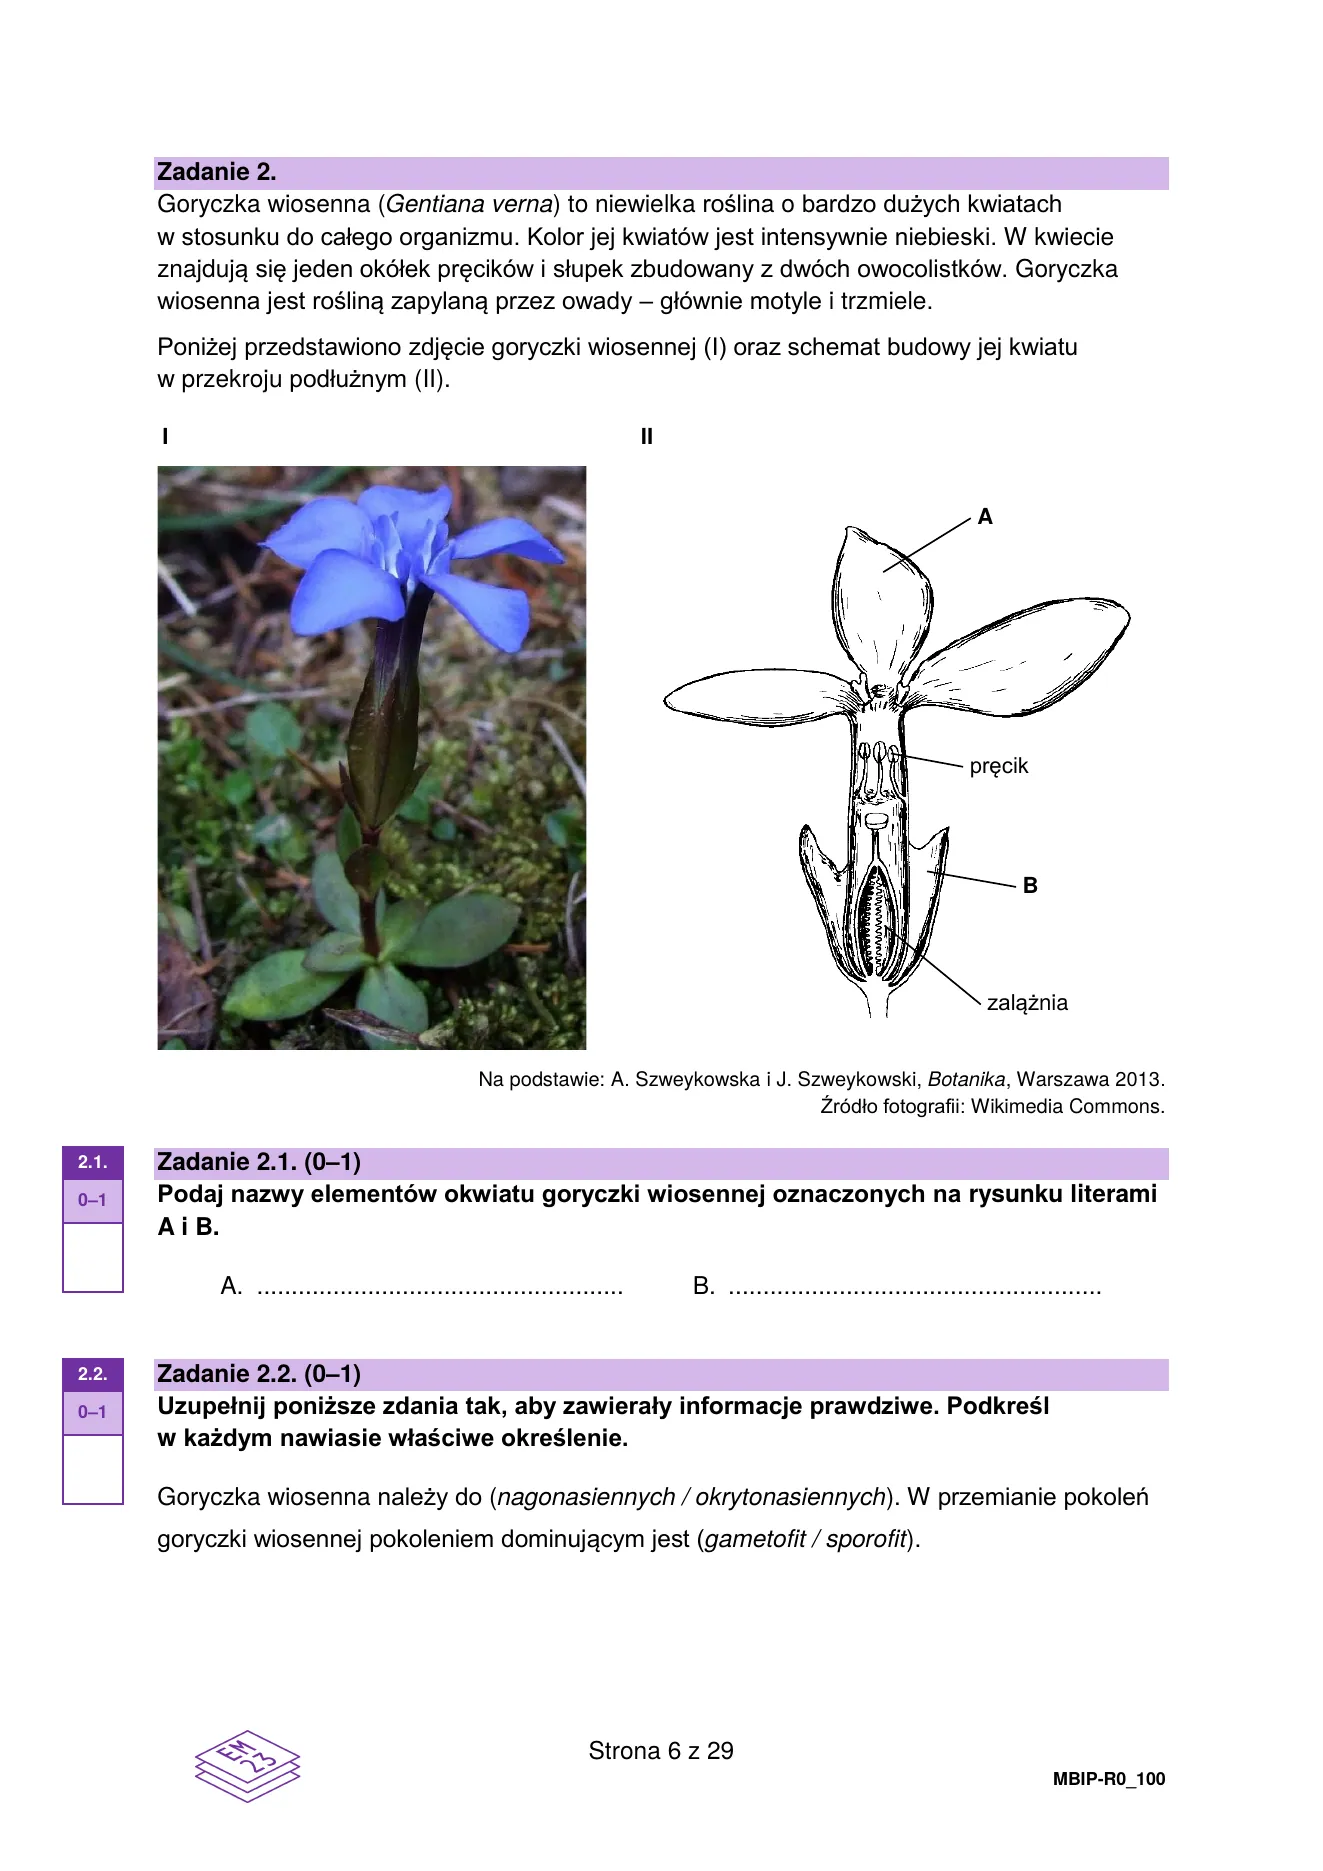 Zadanie 2.
Goryczka wiosenna (Gentiana verna) to niewielka roślina o bardzo dużych kwiatach
w stosunku do całego organizmu. Kolor jej kwiatów jest intensywnie niebieski. W kwiecie
znajdują się jeden okółek pręcików i słupek zbudowany z dwóch owocolistków. Goryczka
wiosenna jest rośliną zapylaną przez owady – głównie motyle i trzmiele.
Poniżej przedstawiono zdjęcie goryczki wiosennej (I) oraz schemat budowy jej kwiatu
w przekroju podłużnym (II).
I II
A
pręcik
B
zalążnia
Na podstawie: A. Szweykowska i J. Szweykowski, Botanika, Warszawa 2013.
Źródło fotografii: Wikimedia Commons.
2.1.
0–1
Zadanie 2.1. (0–1)
Podaj nazwy elementów okwiatu goryczki wiosennej oznaczonych na rysunku literami
A i B.
A. ..................................................... B. ......................................................
2.2.
0–1
Zadanie 2.2. (0–1)
Uzupełnij poniższe zdania tak, aby zawierały informacje prawdziwe. Podkreśl
w każdym nawiasie właściwe określenie.
Goryczka wiosenna należy do (nagonasiennych / okrytonasiennych). W przemianie pokoleń
goryczki wiosennej pokoleniem dominującym jest (gametofit / sporofit).
EM
23
Strona 6 z 29
MBIP-R0_100